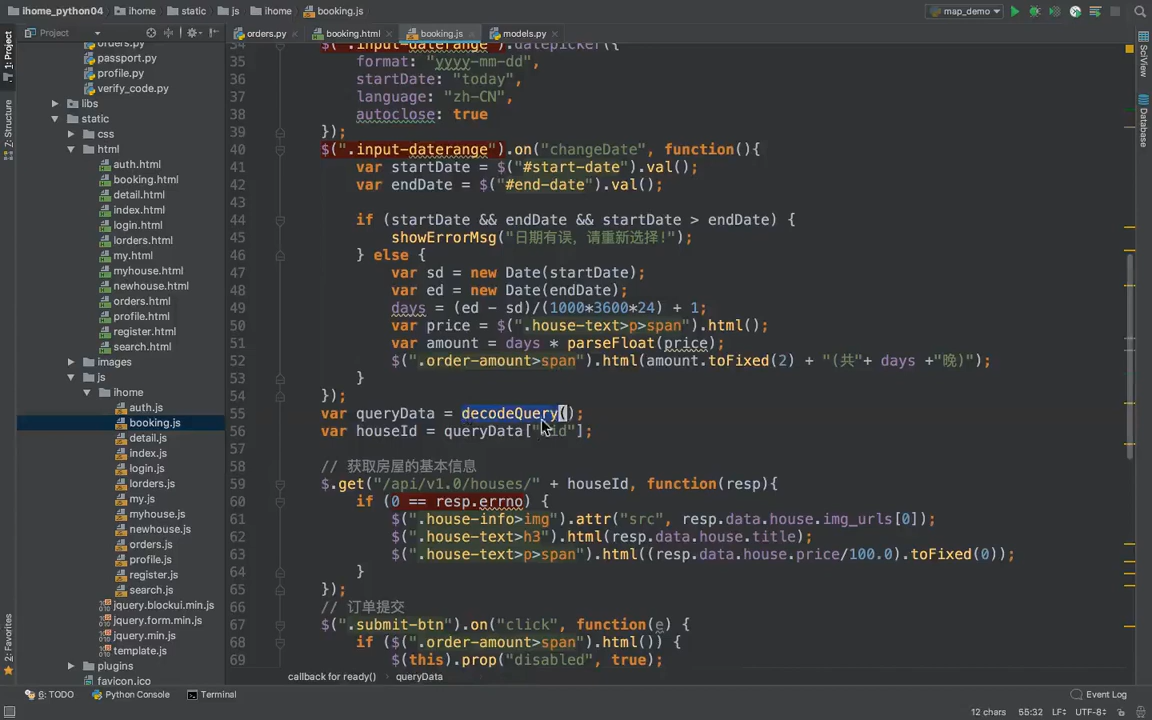 ihome_python04 ihome static js ihome booking.js
map_demo
Project
orders.py
booking.html
booking.js
models.py
1: Project
7: Structure
2: Favorites
SciView
Database
orders.py
passport.py
profile.py
verify_code.py
libs
static
css
html
auth.html
booking.html
detail.html
index.html
login.html
lorders.html
my.html
myhouse.html
newhouse.html
orders.html
profile.html
register.html
search.html
images
js
ihome
auth.js
booking.js
detail.js
index.js
login.js
lorders.js
my.js
myhouse.js
newhouse.js
orders.js
profile.js
register.js
search.js
jquery.blockui.min.js
jquery.form.min.js
jquery.min.js
template.js
plugins
favicon.ico
34 $(".input-daterange").datepicker({
35 format: "yyyy-mm-dd",
36 startDate: "today",
37 language: "zh-CN",
38 autoclose: true
39 });
40 $(".input-daterange").on("changeDate", function(){
41 var startDate = $("#start-date").val();
42 var endDate = $("#end-date").val();
43
44 if (startDate && endDate && startDate > endDate) {
45 showErrorMsg("日期有误，请重新选择!");
46 } else {
47 var sd = new Date(startDate);
48 var ed = new Date(endDate);
49 days = (ed - sd)/(1000*3600*24) + 1;
50 var price = $(".house-text>p>span").html();
51 var amount = days * parseFloat(price);
52 $(".order-amount>span").html(amount.toFixed(2) + "(共"+ days +"晚)");
53 }
54 });
55 var queryData = decodeQuery();
56 var houseId = queryData["hid"];
57
58 // 获取房屋的基本信息
59 $.get("/api/v1.0/houses/" + houseId, function(resp){
60 if (0 == resp.errno) {
61 $(".house-info>img").attr("src", resp.data.house.img_urls[0]);
62 $(".house-text>h3").html(resp.data.house.title);
63 $(".house-text>p>span").html((resp.data.house.price/100.0).toFixed(0));
64 }
65 });
66 // 订单提交
67 $(".submit-btn").on("click", function(e) {
68 if ($(".order-amount>span").html()) {
69 $(this).prop("disabled", true);
callback for ready() queryData
6: TODO Python Console Terminal Event Log
12 chars 55:32 LF÷ UTF-8÷